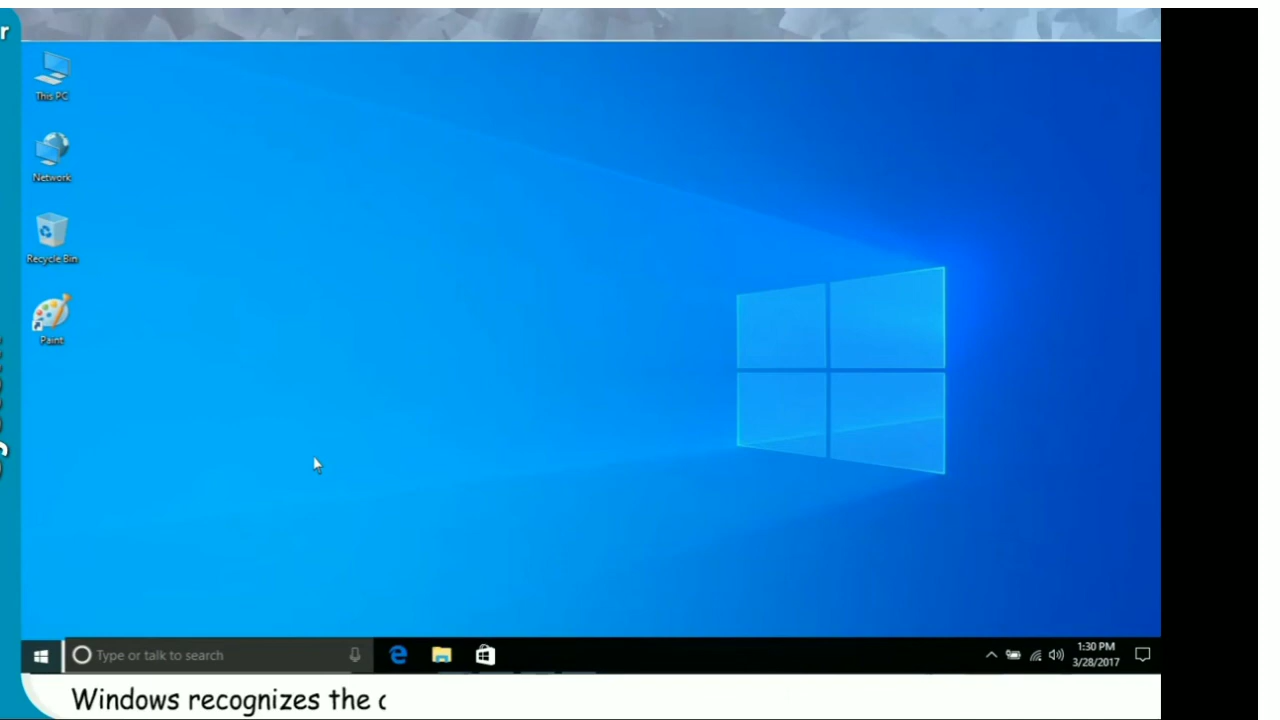 r
This PC
Network
Recycle Bin
Paint
Type or talk to search
1:30 PM
3/28/2017
Windows recognizes the